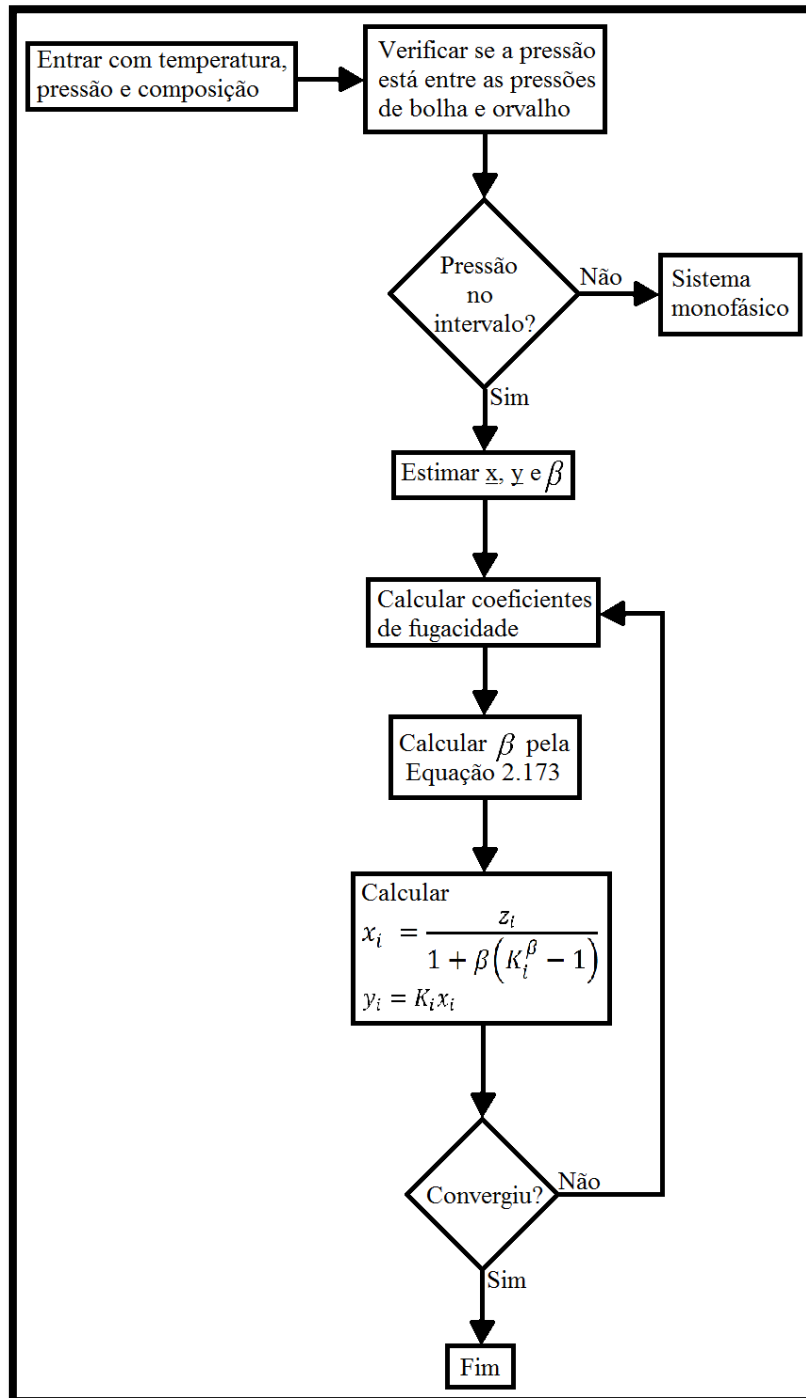 Entrar com temperatura,
pressão e composição
Verificar se a pressão
está entre as pressões
de bolha e orvalho
Pressão
no
intervalo?
Não
Sistema
monofásico
Sim
Estimar x, y e β
Calcular coeficientes
de fugacidade
Calcular β pela
Equação 2.173
Calcular
x_i = z_i / (1 + β(K_i^β − 1))
y_i = K_i x_i
Convergiu?
Não
Sim
Fim